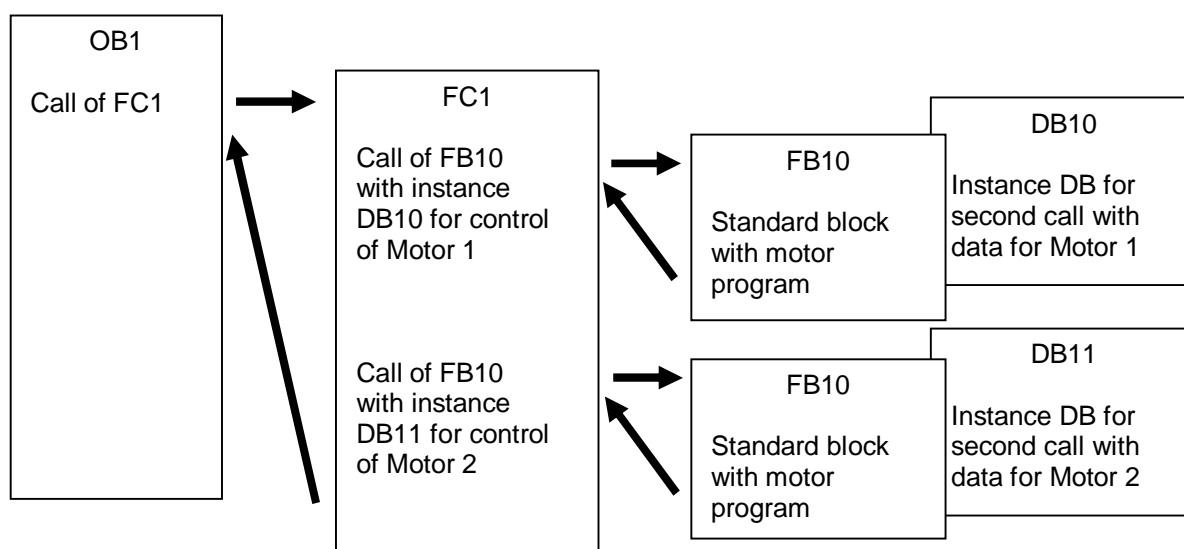 OB1
Call of FC1
FC1
Call of FB10
with instance
DB10 for control
of Motor 1
Call of FB10
with instance
DB11 for control
of Motor 2
FB10
Standard block
with motor
program
DB10
Instance DB for
second call with
data for Motor 1
FB10
Standard block
with motor
program
DB11
Instance DB for
second call with
data for Motor 2